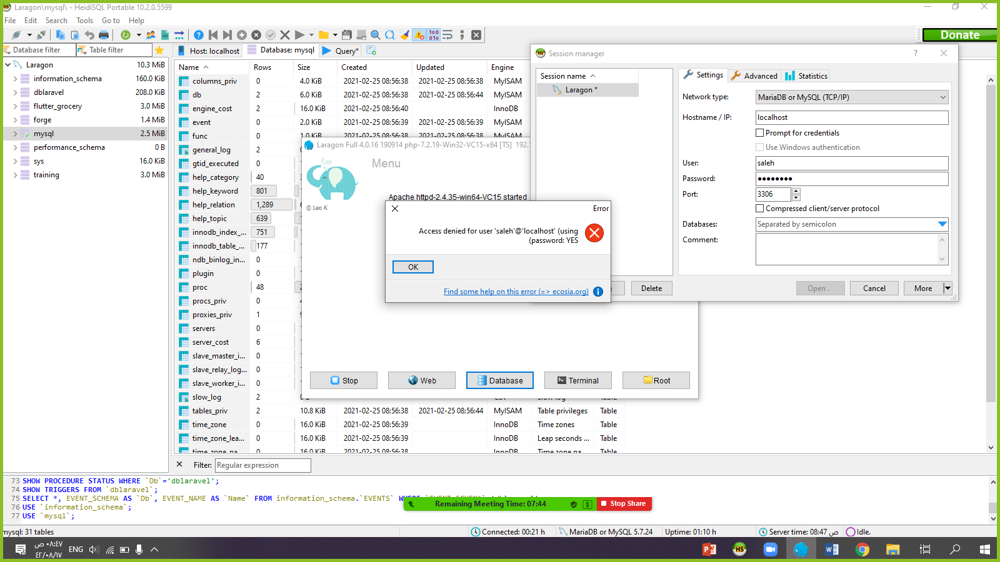 Laragon\mysql\ - HeidiSQL Portable 10.2.0.5599
File Edit Search Tools Go to Help
Donate
Database filter
Table filter
Host: localhost
Database: mysql
Query*
Laragon 10.3 MiB
information_schema 160.0 KiB
dblaravel 208.0 KiB
flutter_grocery 3.0 MiB
forge 1.4 MiB
mysql 2.5 MiB
performance_schema 0 B
sys 16.0 KiB
training 3.0 MiB
Name Rows Size Created Updated Engine
columns_priv 0 4.0 KiB 2021-02-25 08:56:38 2021-02-25 08:56:38 MyISAM
db 2 6.0 KiB 2021-02-25 08:56:38 2021-02-25 08:56:44 MyISAM
engine_cost 2 16.0 KiB 2021-02-25 08:56:40 InnoDB
event 0 2.0 KiB 2021-02-25 08:56:39 2021-02-25 08:56:39 MyISAM
func 0 1.0 KiB 2021-02-25 08:56:38 2021-02-25 08:56:38 MyISAM
general_log 2
gtid_executed 0
help_category 40
help_keyword 801
help_relation 1,289
help_topic 639
innodb_index_... 751
innodb_table_... 177
ndb_binlog_in... 0
plugin 0
proc 48
procs_priv 0
proxies_priv 1
servers 0
server_cost 6
slave_master_i... 0
slave_relay_log... 0
slave_worker_i... 0
slow_log 2
tables_priv 2 10.8 KiB 2021-02-25 08:56:38 2021-02-25 08:56:44 MyISAM Table privileges Table
time_zone 0 16.0 KiB 2021-02-25 08:56:39 InnoDB Time zones Table
time_zone_lea... 0 16.0 KiB 2021-02-25 08:56:39 InnoDB Leap seconds ... Table
time_zone_na... 0 16.0 KiB 2021-02-25 08:56:38 InnoDB Time zone na... Table
Laragon Full 4.0.16 190914 php-7.2.19-Win32-VC15-x64 [TS] 192.
Menu
© Leo K
Apache httpd-2.4.35-win64-VC15 started
Stop
Web
Database
Terminal
Root
Error
Access denied for user 'saleh'@'localhost' (using
(password: YES
OK
Find some help on this error (=> ecosia.org)
Session manager
Session name
Laragon *
Settings
Advanced
Statistics
Network type: MariaDB or MySQL (TCP/IP)
Hostname / IP: localhost
Prompt for credentials
Use Windows authentication
User: saleh
Password: ●●●●●●●●
Port: 3306
Compressed client/server protocol
Databases: Separated by semicolon
Comment:
Delete
Open .
Cancel
More
Filter: Regular expression
73 SHOW PROCEDURE STATUS WHERE `Db`='dblaravel';
74 SHOW TRIGGERS FROM `dblaravel`;
75 SELECT *, EVENT_SCHEMA AS `Db`, EVENT_NAME AS `Name` FROM information_schema.`EVENTS`
76 USE `information_schema`;
77 USE `mysql`;
Remaining Meeting Time: 07:44
Stop Share
mysql: 31 tables
Connected: 00:21 h
MariaDB or MySQL 5.7.24
Uptime: 01:10 h
Server time: 08:47 ص
Idle.
٠٨:٤٧ ص
٤٢/٠٨/١٧
ENG